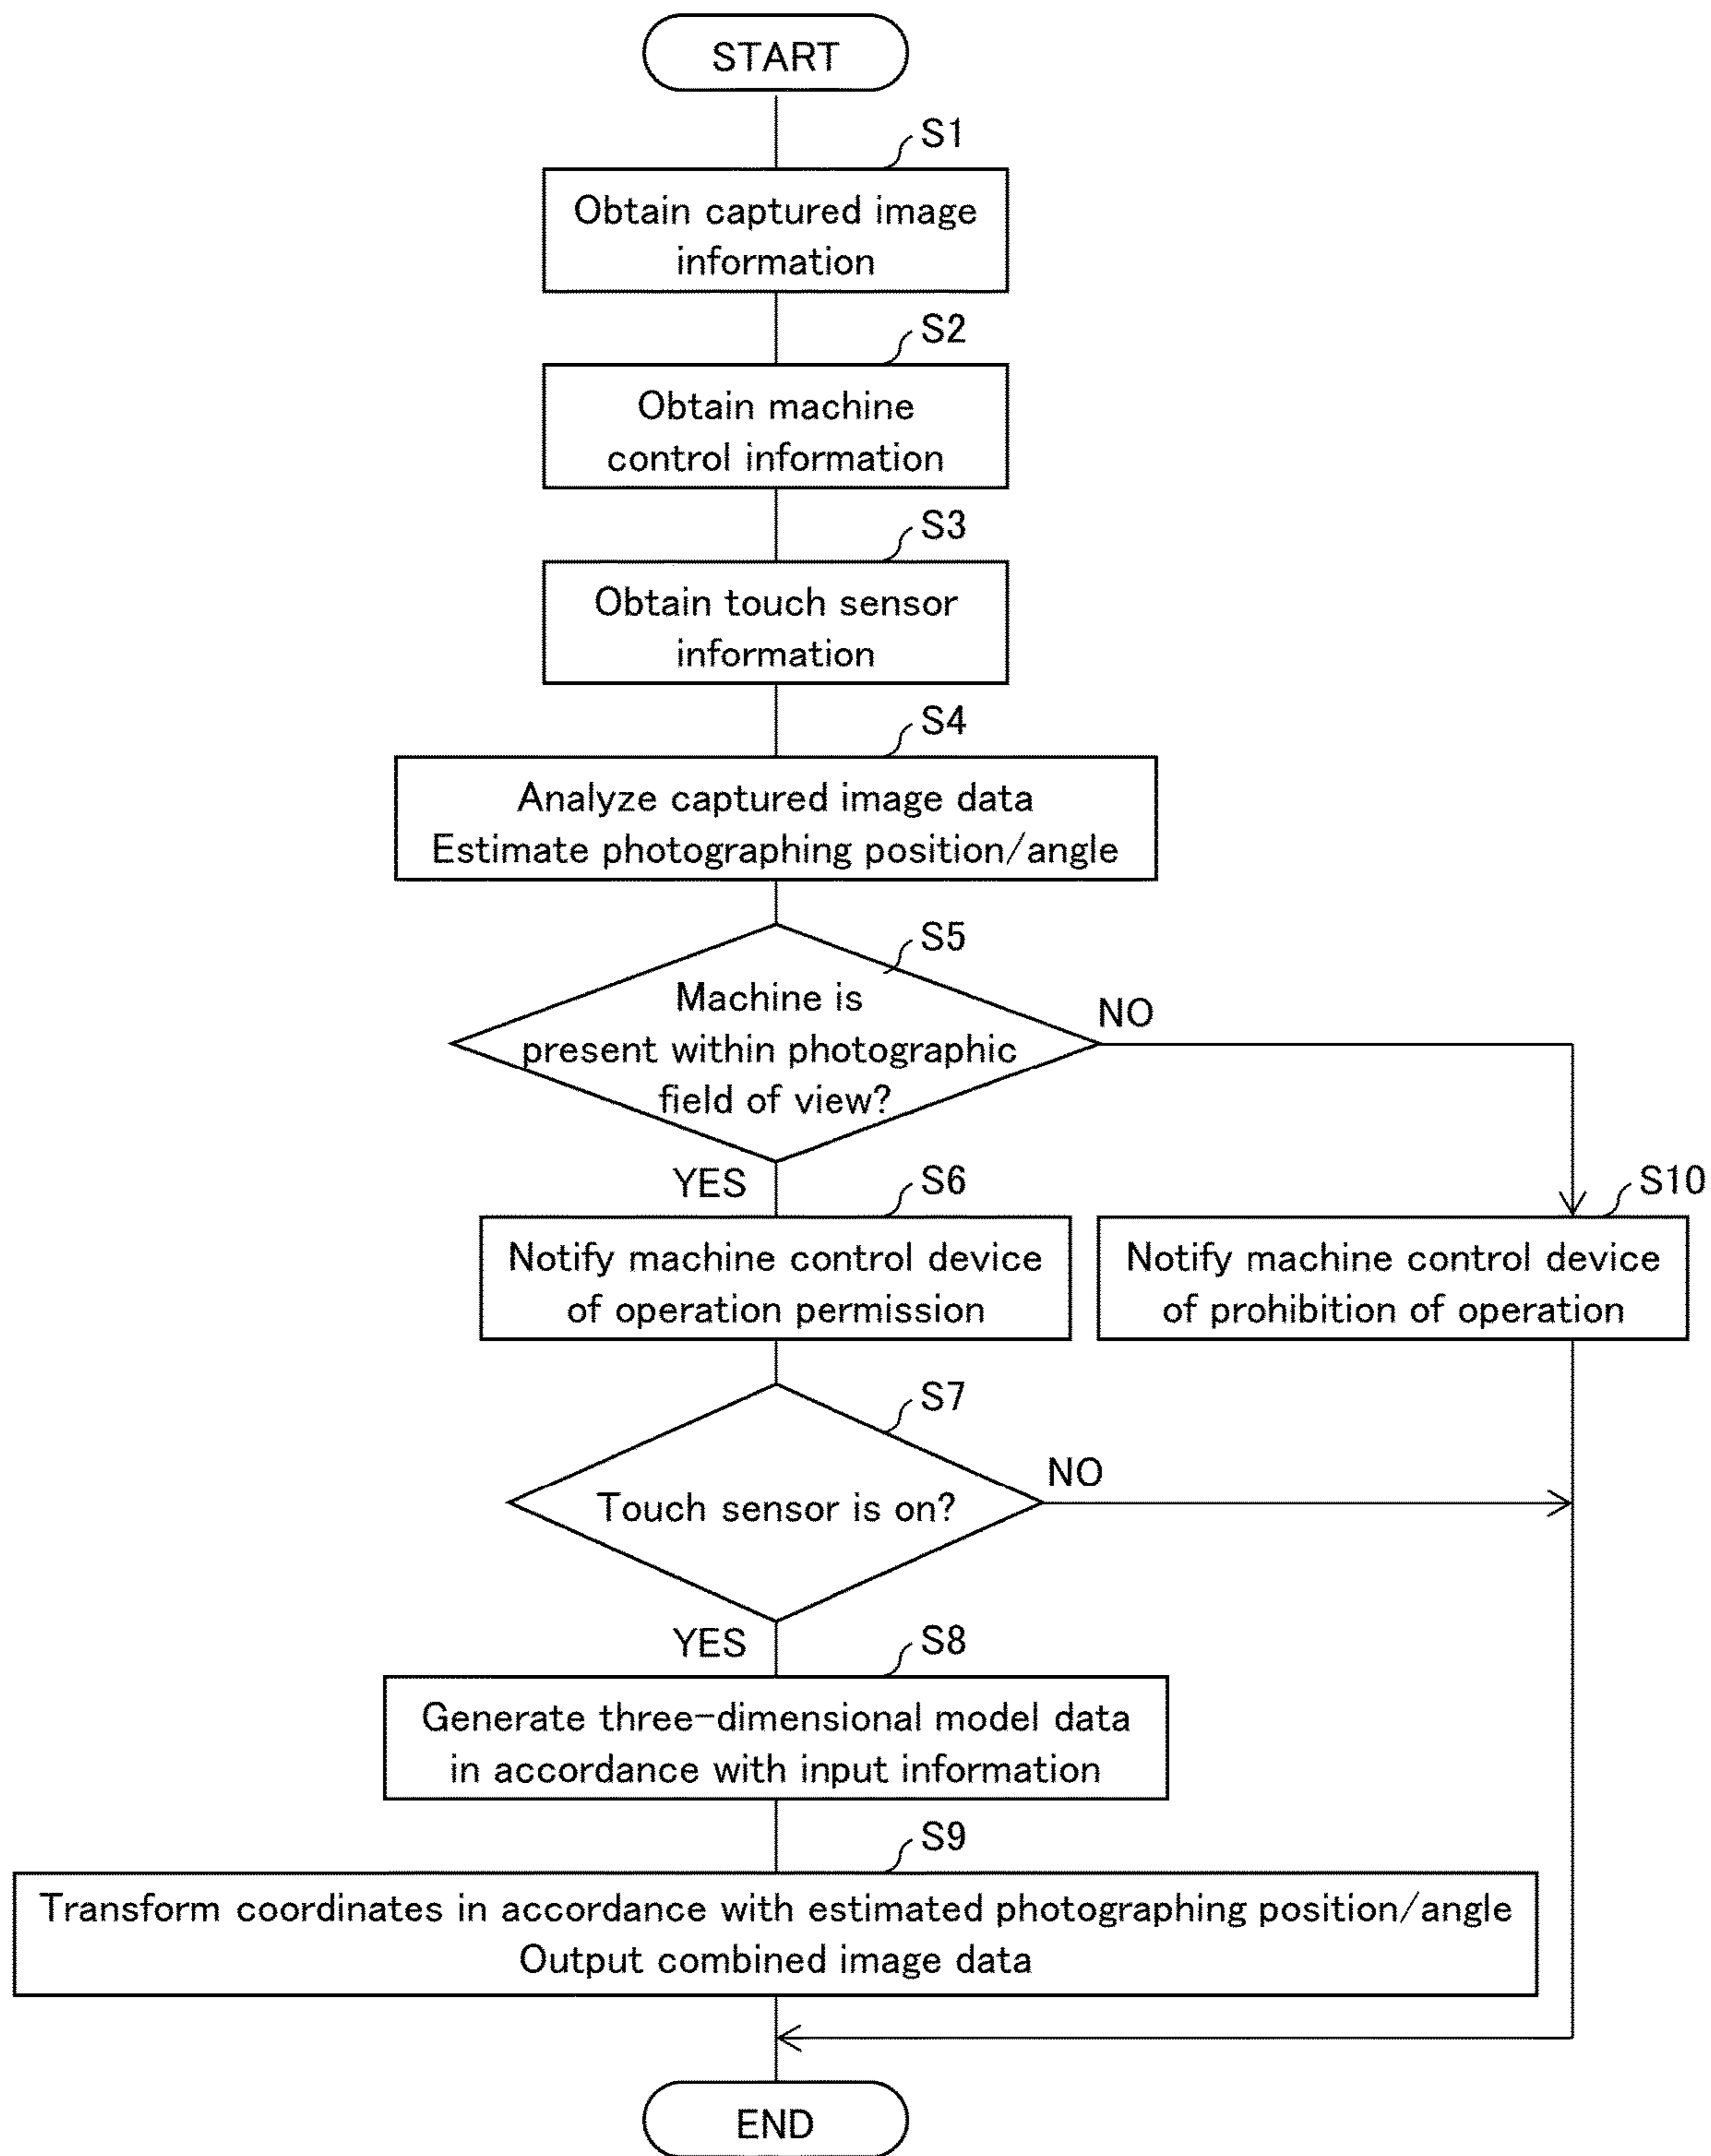 START
S1
Obtain captured image
information
S2
Obtain machine
control information
S3
Obtain touch sensor
information
S4
Analyze captured image data
Estimate photographing position/angle
S5
Machine is
present within photographic
field of view?
NO
YES
S6
Notify machine control device
of operation permission
S10
Notify machine control device
of prohibition of operation
S7
Touch sensor is on?
NO
YES
S8
Generate three-dimensional model data
in accordance with input information
S9
Transform coordinates in accordance with estimated photographing position/angle
Output combined image data
END